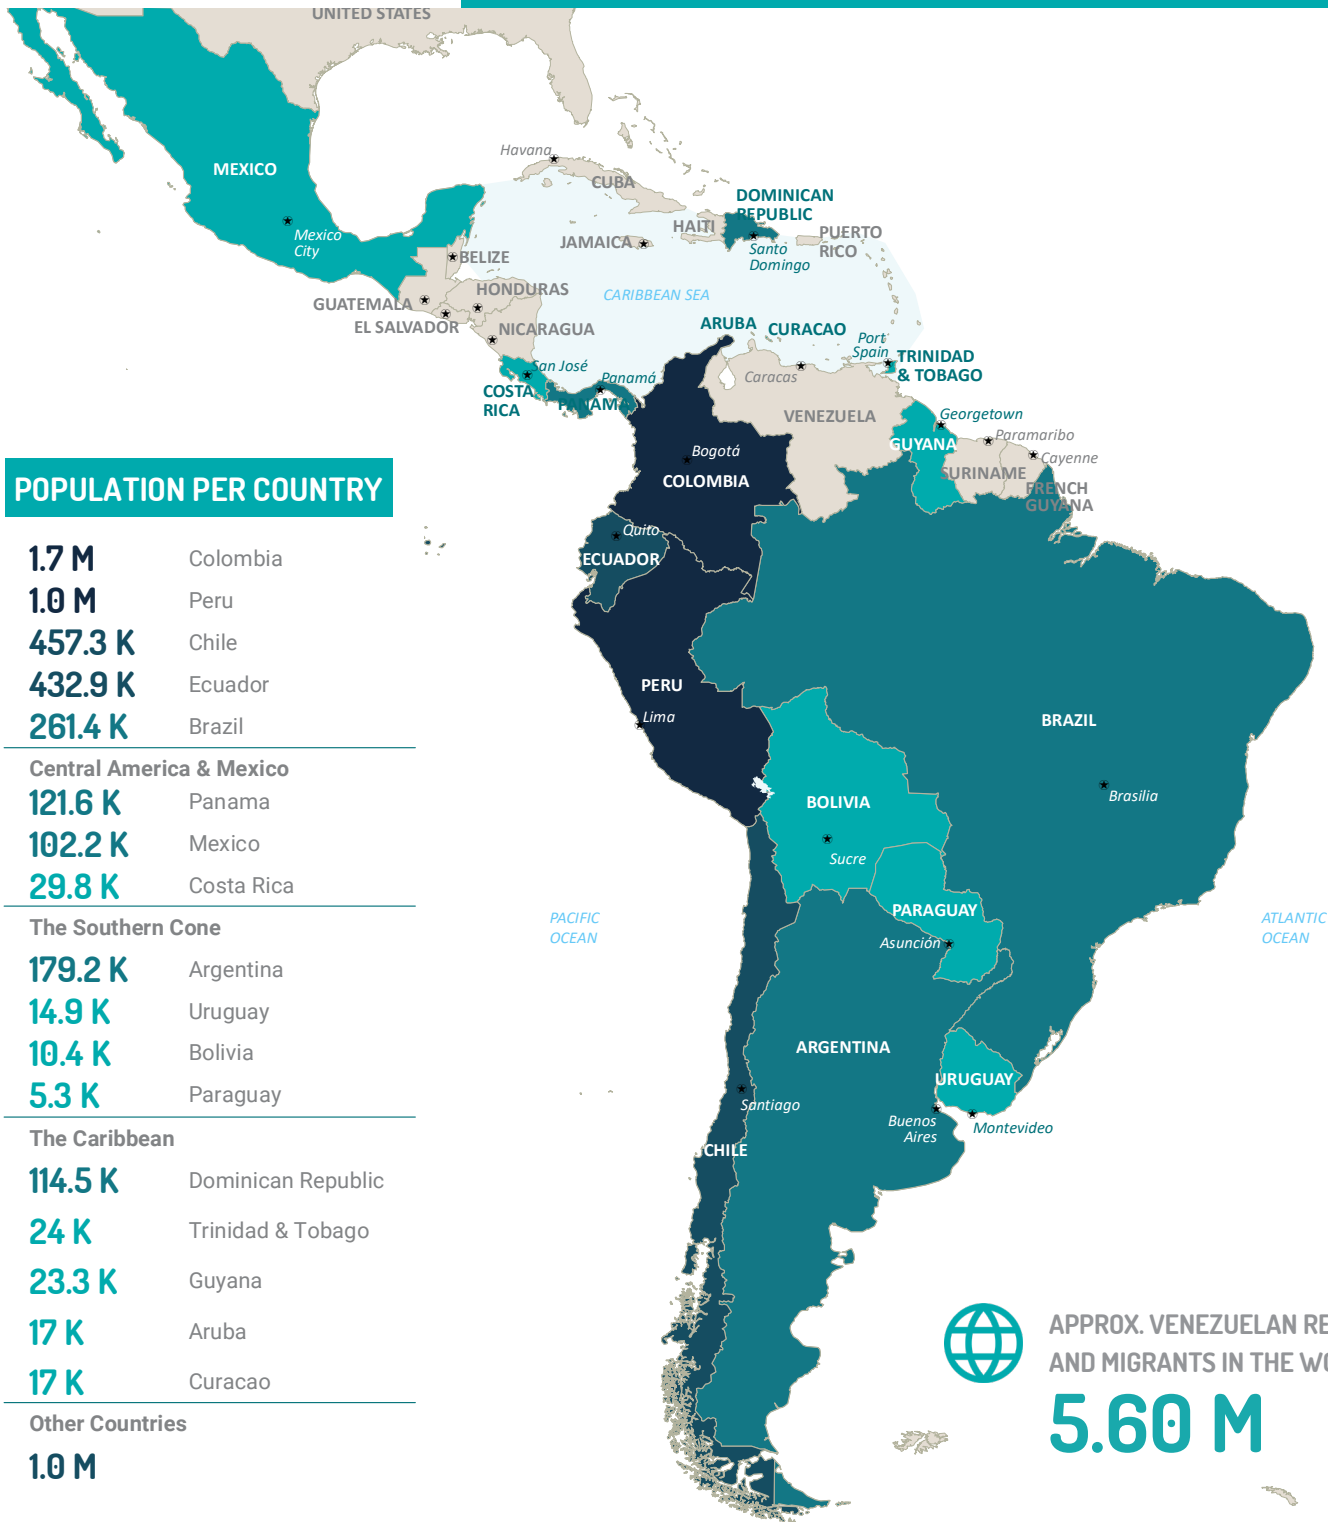 UNITED STATES
MEXICO
Mexico
City
Havana
CUBA
DOMINICAN
REPUBLIC
HAITI
JAMAICA
Santo
Domingo
PUERTO
RICO
BELIZE
HONDURAS
GUATEMALA
EL SALVADOR
NICARAGUA
CARIBBEAN SEA
ARUBA
CURACAO
Port
Spain
TRINIDAD
& TOBAGO
San José
COSTA
RICA
Panamá
PANAMA
Caracas
VENEZUELA
Georgetown
GUYANA
Paramaribo
Cayenne
SURINAME
FRENCH
GUYANA
Bogotá
COLOMBIA
Quito
ECUADOR
PERU
Lima
BRAZIL
Brasilia
BOLIVIA
Sucre
PARAGUAY
Asunción
PACIFIC
OCEAN
ATLANTIC
OCEAN
ARGENTINA
URUGUAY
Santiago
Buenos
Aires
Montevideo
CHILE
POPULATION PER COUNTRY
1.7 M Colombia
1.0 M Peru
457.3 K Chile
432.9 K Ecuador
261.4 K Brazil
Central America & Mexico
121.6 K Panama
102.2 K Mexico
29.8 K Costa Rica
The Southern Cone
179.2 K Argentina
14.9 K Uruguay
10.4 K Bolivia
5.3 K Paraguay
The Caribbean
114.5 K Dominican Republic
24 K Trinidad & Tobago
23.3 K Guyana
17 K Aruba
17 K Curacao
Other Countries
1.0 M
APPROX. VENEZUELAN
AND MIGRANTS IN THE
5.60 M